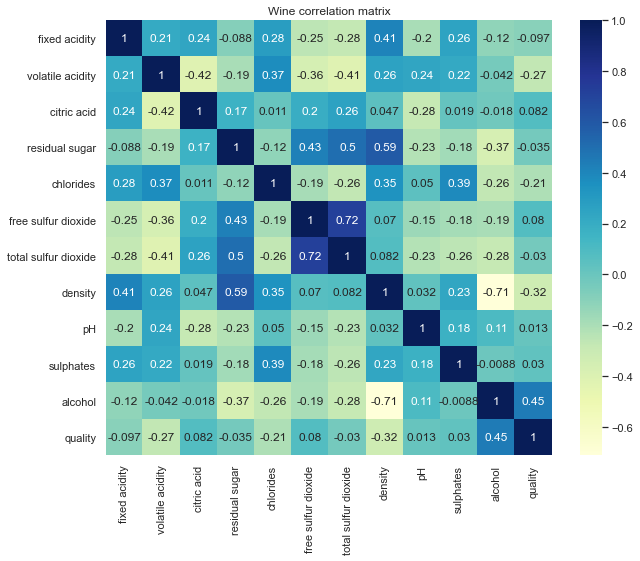 Wine correlation matrix
fixed acidity 1 0.21 0.24 -0.088 0.28 -0.25 -0.28 0.41 -0.2 0.26 -0.12 -0.097
volatile acidity 0.21 1 -0.42 -0.19 0.37 -0.36 -0.41 0.26 0.24 0.22 -0.042 -0.27
citric acid 0.24 -0.42 1 0.17 0.011 0.2 0.26 0.047 -0.28 0.019 -0.018 0.082
residual sugar -0.088 -0.19 0.17 1 -0.12 0.43 0.5 0.59 -0.23 -0.18 -0.37 -0.035
chlorides 0.28 0.37 0.011 -0.12 1 -0.19 -0.26 0.35 0.05 0.39 -0.26 -0.21
free sulfur dioxide -0.25 -0.36 0.2 0.43 -0.19 1 0.72 0.07 -0.15 -0.18 -0.19 0.08
total sulfur dioxide -0.28 -0.41 0.26 0.5 -0.26 0.72 1 0.082 -0.23 -0.26 -0.28 -0.03
density 0.41 0.26 0.047 0.59 0.35 0.07 0.082 1 0.032 0.23 -0.71 -0.32
pH -0.2 0.24 -0.28 -0.23 0.05 -0.15 -0.23 0.032 1 0.18 0.11 0.013
sulphates 0.26 0.22 0.019 -0.18 0.39 -0.18 -0.26 0.23 0.18 1 -0.0088 0.03
alcohol -0.12 -0.042 -0.018 -0.37 -0.26 -0.19 -0.28 -0.71 0.11 -0.0088 1 0.45
quality -0.097 -0.27 0.082 -0.035 -0.21 0.08 -0.03 -0.32 0.013 0.03 0.45 1
fixed acidity
volatile acidity
citric acid
residual sugar
chlorides
free sulfur dioxide
total sulfur dioxide
density
pH
sulphates
alcohol
quality
1.0
0.8
0.6
0.4
0.2
0.0
−0.2
−0.4
−0.6